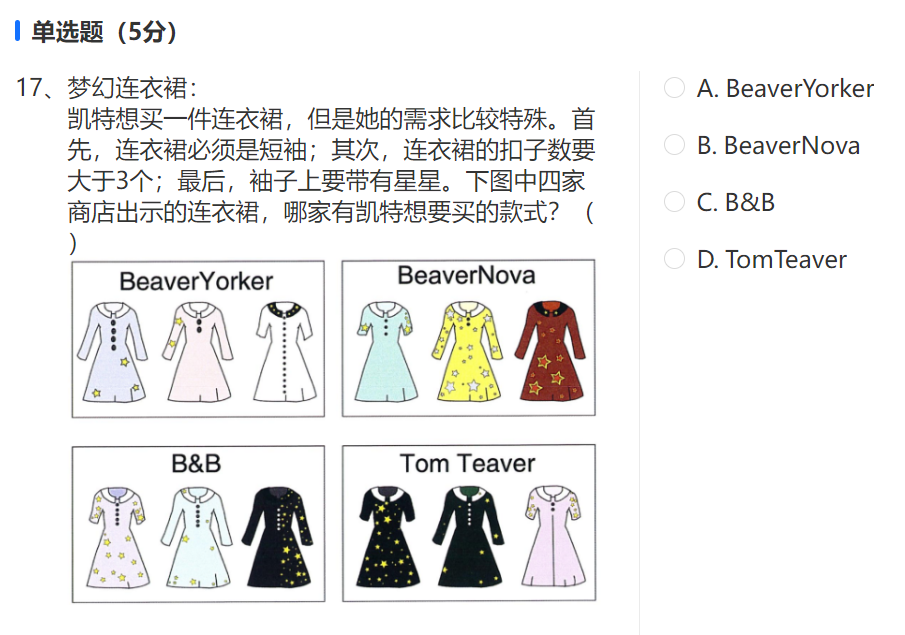 单选题（5分）
17、梦幻连衣裙：
凯特想买一件连衣裙，但是她的需求比较特殊。首
先，连衣裙必须是短袖；其次，连衣裙的扣子数要
大于3个；最后，袖子上要带有星星。下图中四家
商店出示的连衣裙，哪家有凯特想要买的款式？（
）
BeaverYorker
BeaverNova
B&B
Tom Teaver
A. BeaverYorker
B. BeaverNova
C. B&B
D. TomTeaver